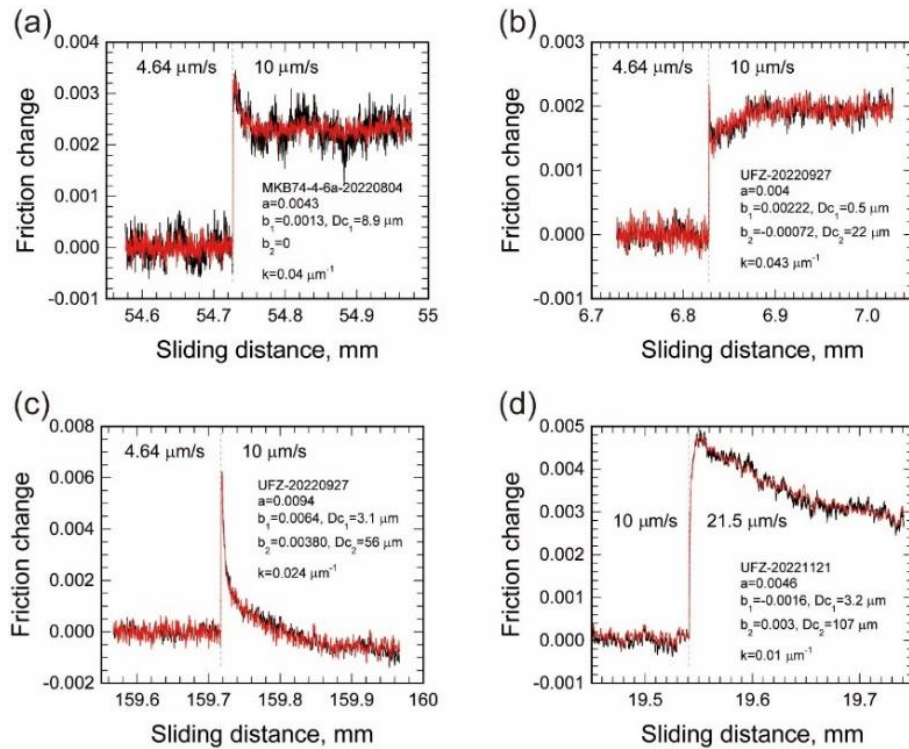 (a)
0.004
0.003
0.002
0.001
0.000
-0.001
Friction change
4.64 μm/s
10 μm/s
MKB74-4-6a-20220804
a=0.0043
b₁=0.0013, Dc₁=8.9 μm
b₂=0
k=0.04 μm⁻¹
54.6
54.7
54.8
54.9
55
Sliding distance, mm
(b)
0.003
0.002
0.001
0.000
-0.001
Friction change
4.64 μm/s
10 μm/s
UFZ-20220927
a=0.004
b₁=0.00222, Dc₁=0.5 μm
b₂=-0.00072, Dc₂=22 μm
k=0.043 μm⁻¹
6.7
6.8
6.9
7.0
Sliding distance, mm
(c)
0.008
0.006
0.004
0.002
0.000
-0.002
Friction change
4.64 μm/s
10 μm/s
UFZ-20220927
a=0.0094
b₁=0.0064, Dc₁=3.1 μm
b₂=0.00380, Dc₂=56 μm
k=0.024 μm⁻¹
159.6
159.7
159.8
159.9
160
Sliding distance, mm
(d)
0.005
0.004
0.003
0.002
0.001
0.000
-0.001
Friction change
10 μm/s
21.5 μm/s
UFZ-20221121
a=0.0046
b₁=-0.0016, Dc₁=3.2 μm
b₂=0.003, Dc₂=107 μm
k=0.01 μm⁻¹
19.5
19.6
19.7
Sliding distance, mm